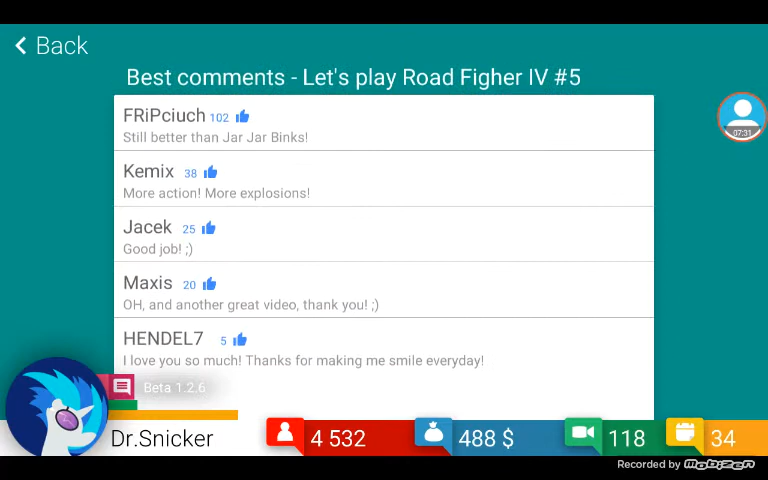 Back
Best comments - Let's play Road Figher IV #5
FRiPciuch 102
Still better than Jar Jar Binks!
Kemix 38
More action! More explosions!
Jacek 25
Good job! ;)
Maxis 20
OH, and another great video, thank you! ;)
HENDEL7 5
I love you so much! Thanks for making me smile everyday!
07:31
Beta 1.2.6
Dr.Snicker 4 532 488 $ 118 34
Recorded by MOBIZEN